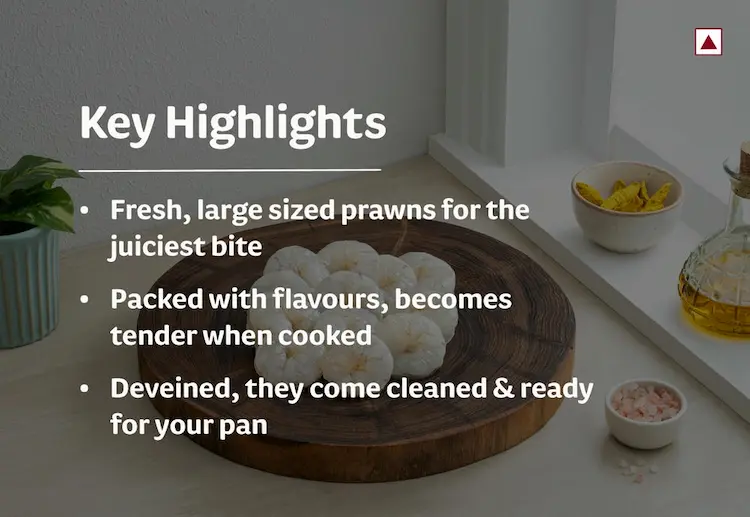 Key Highlights
• Fresh, large sized prawns for the
juiciest bite
• Packed with flavours, becomes
tender when cooked
• Deveined, they come cleaned & ready
for your pan